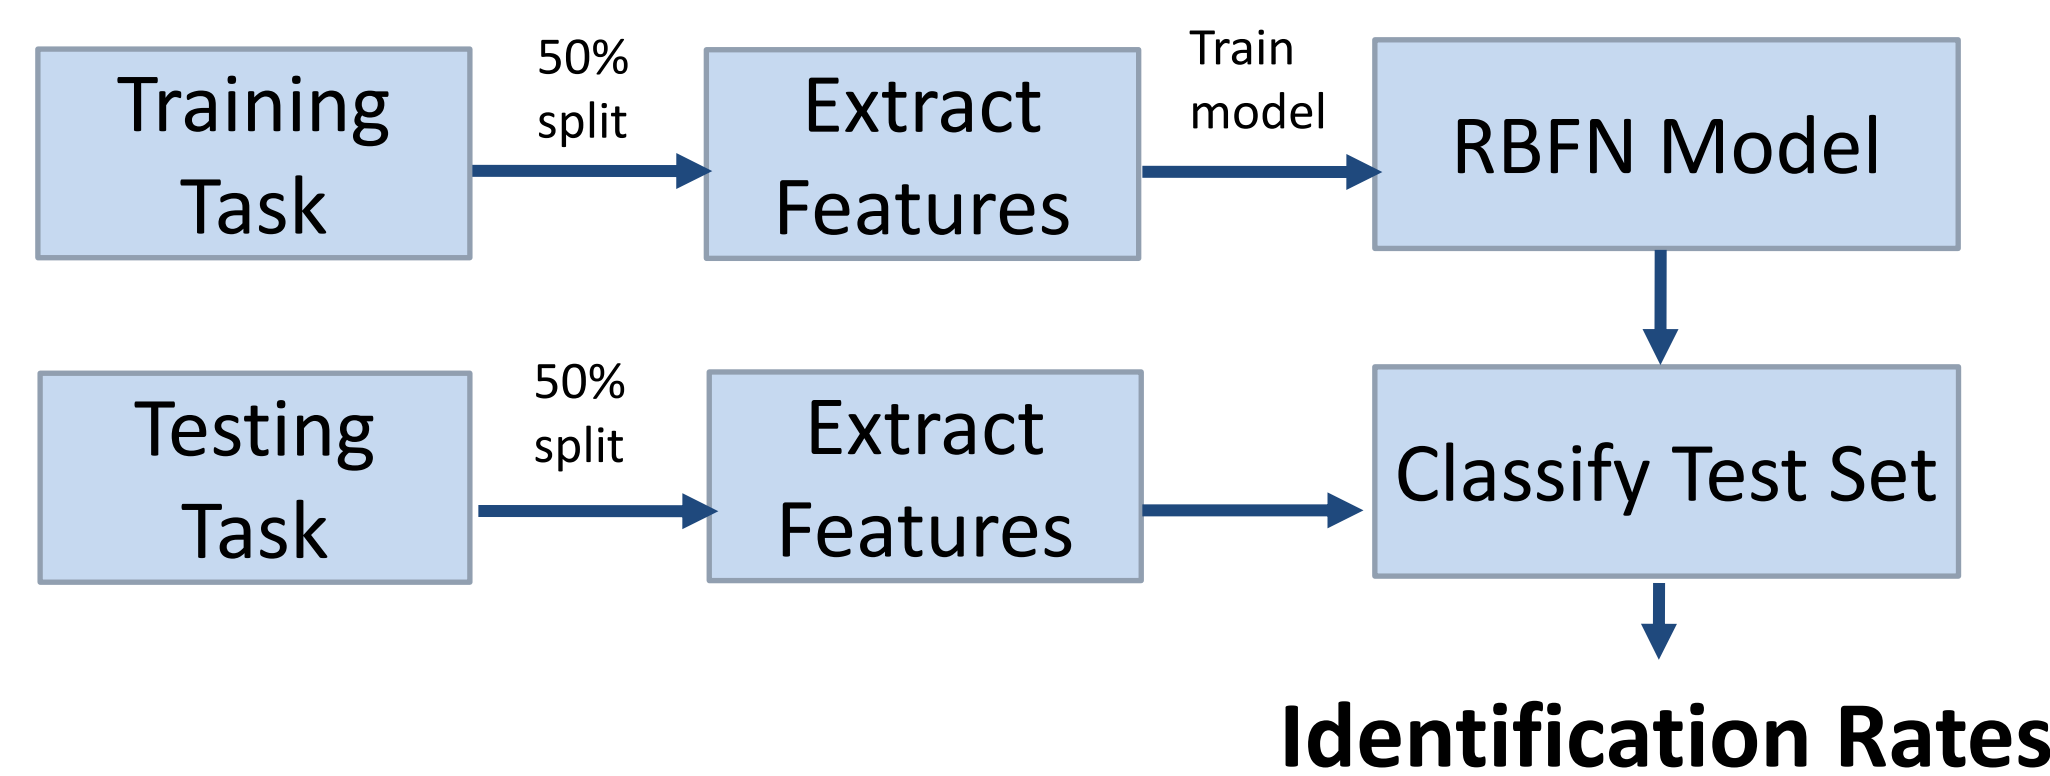 Training
Task
50%
split
Extract
Features
Train
model
RBFN Model
Testing
Task
50%
split
Extract
Features
Classify Test Set
Identification Rates